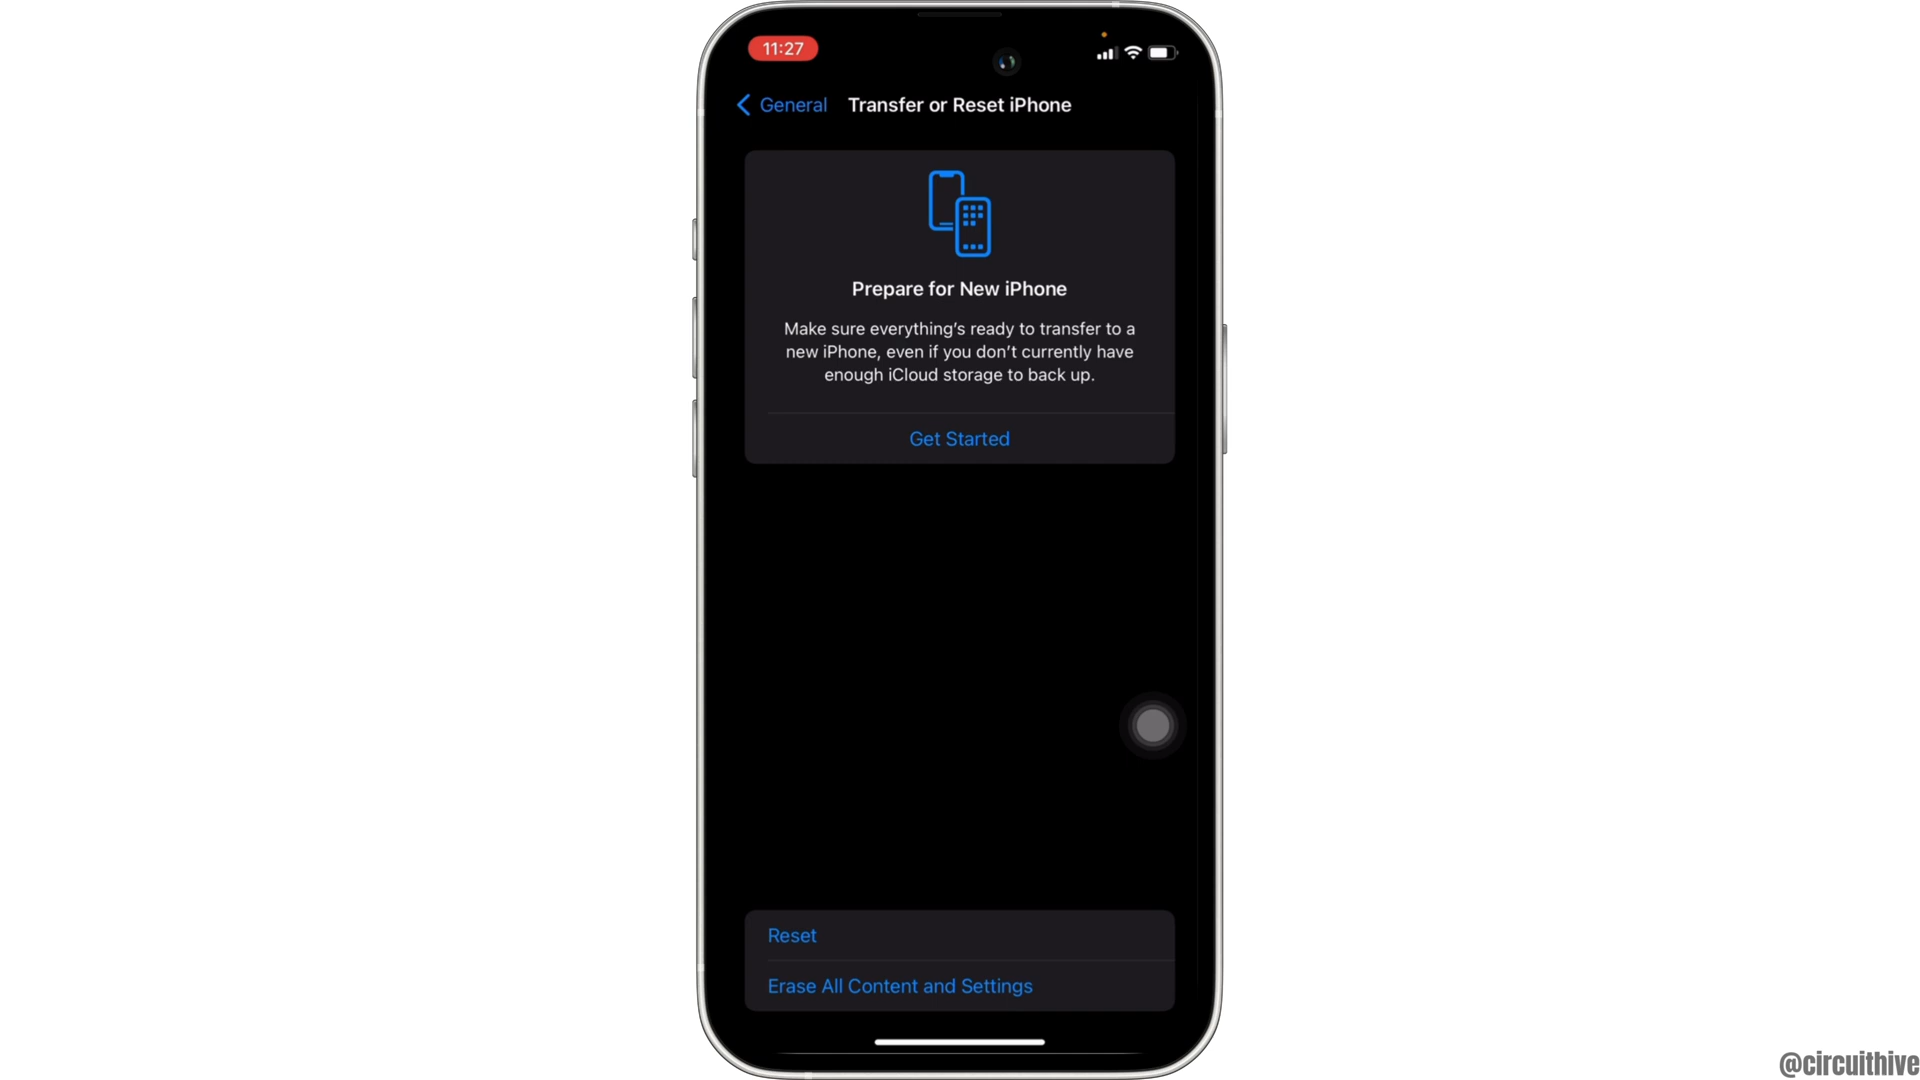 11:27
General
Transfer or Reset iPhone
Prepare for New iPhone
Make sure everything's ready to transfer to a
new iPhone, even if you don't currently have
enough iCloud storage to back up.
Get Started
Reset
Erase All Content and Settings
@circuithive